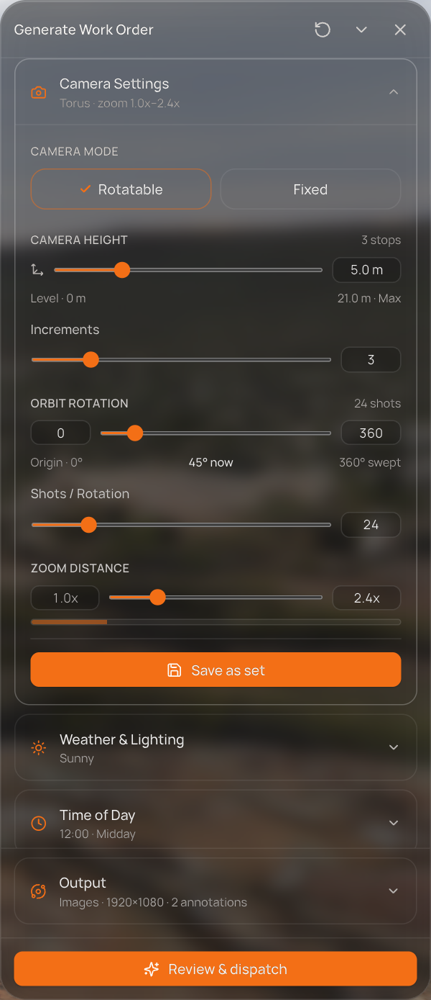 Generate Work Order
Camera Settings
Torus · zoom 1.0x–2.4x
CAMERA MODE
Rotatable
Fixed
CAMERA HEIGHT
3 stops
5.0 m
Level · 0 m
21.0 m · Max
Increments
3
ORBIT ROTATION
24 shots
0
360
Origin · 0°
45° now
360° swept
Shots / Rotation
24
ZOOM DISTANCE
1.0x
2.4x
Save as set
Weather & Lighting
Sunny
Time of Day
12:00 · Midday
Output
Images · 1920×1080 · 2 annotations
Review & dispatch